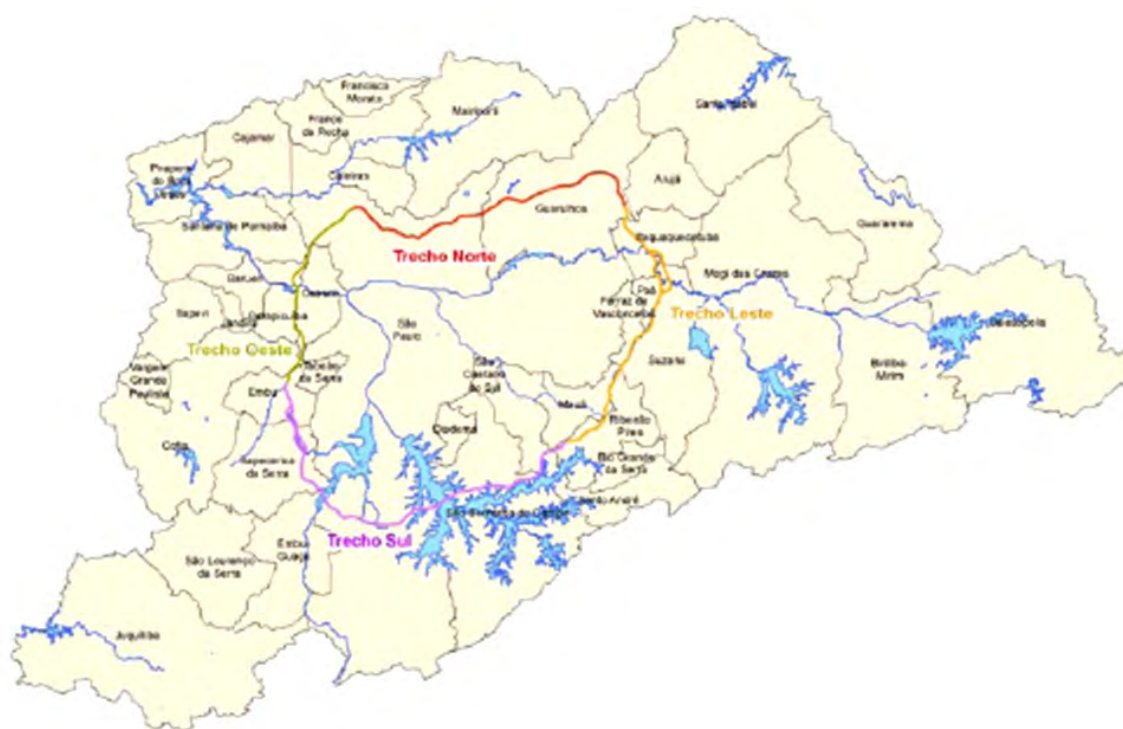 Francisco
Morato
Mairiporã
Santa Isabel
Franco
da Rocha
Cajamar
Caieiras
Pirapora
do Bom
Jesus
Arujá
Guarulhos
Guararema
Santana de Parnaíba
Itaquaquecetuba
Trecho Norte
Mogi das Cruzes
Barueri
Osasco
Poá
Ferraz de
Vasconcelos
Trecho Leste
Itapevi
Jandira
Carapicuíba
São
Paulo
Salesópolis
Trecho Oeste
Suzano
Taboão
da Serra
São
Caetano
do Sul
Biritiba-
Mirim
Vargem
Grande
Paulista
Embu
Mauá
Ribeirão
Pires
Diadema
Cotia
Itapecerica
da Serra
Rio Grande
da Serra
Santo André
São Bernardo do Campo
Trecho Sul
Embu-
Guaçu
São Lourenço
da Serra
Juquitiba